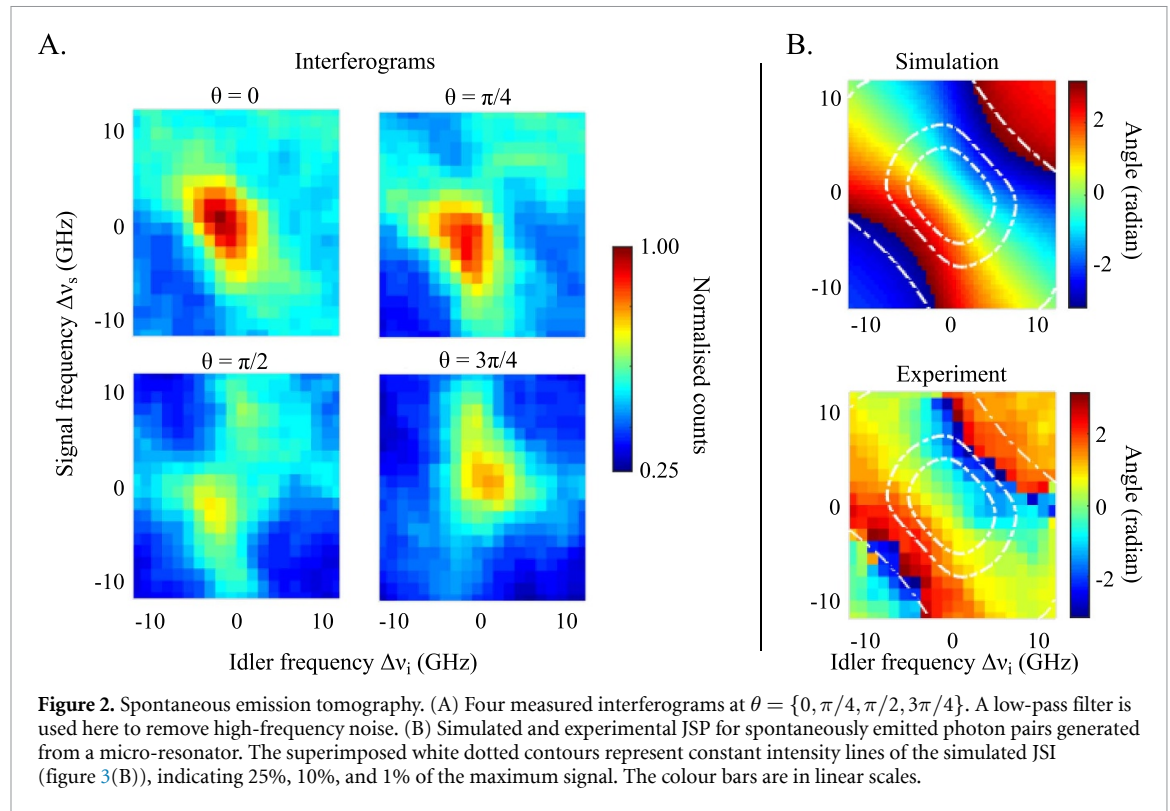 A.
Interferograms
θ = 0
θ = π/4
10
0
-10
θ = π/2
θ = 3π/4
10
0
-10
-10 0 10
-10 0 10
Signal frequency Δνs (GHz)
Idler frequency Δνi (GHz)
1.00
0.25
Normalised counts
B.
Simulation
10
0
-10
-10 0 10
2
0
-2
Angle (radian)
Experiment
10
0
-10
-10 0 10
2
0
-2
Angle (radian)
Idler frequency Δνi (GHz)
Figure 2. Spontaneous emission tomography. (A) Four measured interferograms at θ = {0, π/4, π/2, 3π/4}. A low-pass filter is
used here to remove high-frequency noise. (B) Simulated and experimental JSP for spontaneously emitted photon pairs generated
from a micro-resonator. The superimposed white dotted contours represent constant intensity lines of the simulated JSI
(figure 3(B)), indicating 25%, 10%, and 1% of the maximum signal. The colour bars are in linear scales.